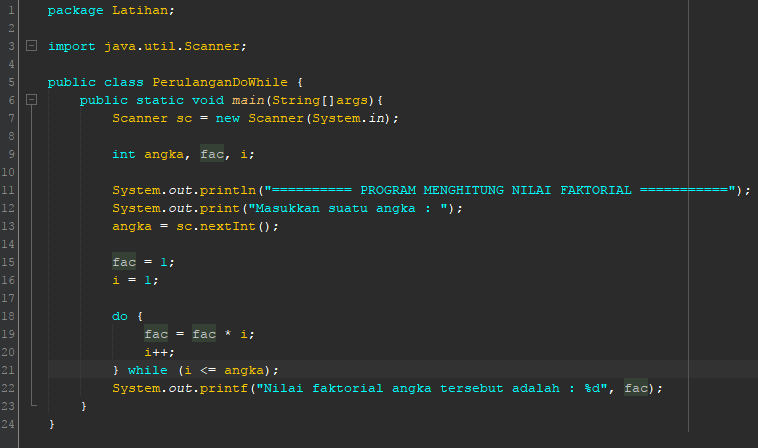 1 package Latihan;
2
3 import java.util.Scanner;
4
5 public class PerulanganDoWhile {
6 public static void main(String[]args){
7 Scanner sc = new Scanner(System.in);
8
9 int angka, fac, i;
10
11 System.out.println("========== PROGRAM MENGHITUNG NILAI FAKTORIAL ===========");
12 System.out.print("Masukkan suatu angka : ");
13 angka = sc.nextInt();
14
15 fac = 1;
16 i = 1;
17
18 do {
19 fac = fac * i;
20 i++;
21 } while (i <= angka);
22 System.out.printf("Nilai faktorial angka tersebut adalah : %d", fac);
23 }
24 }